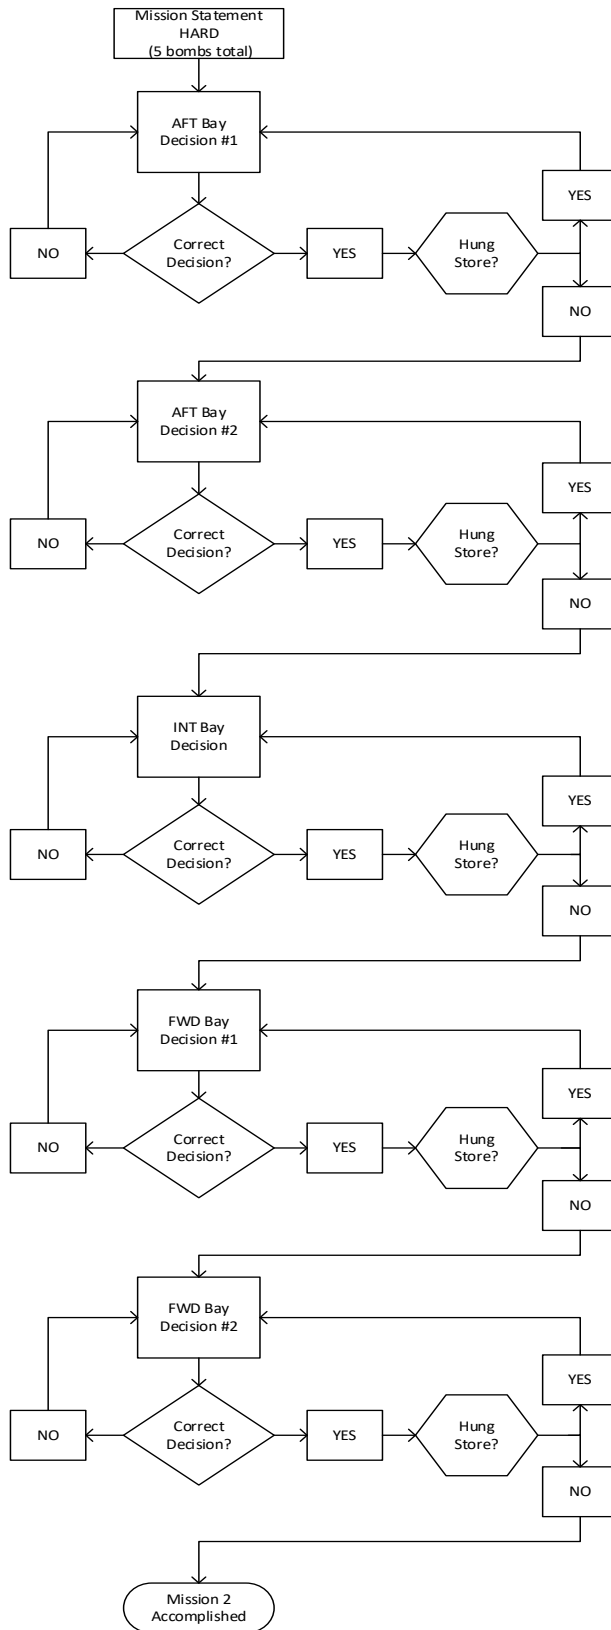 Mission Statement
HARD
(5 bombs total)
AFT Bay
Decision #1
YES
NO
Correct
Decision?
YES
Hung
Store?
NO
AFT Bay
Decision #2
YES
NO
Correct
Decision?
YES
Hung
Store?
NO
INT Bay
Decision
YES
NO
Correct
Decision?
YES
Hung
Store?
NO
FWD Bay
Decision #1
YES
NO
Correct
Decision?
YES
Hung
Store?
NO
FWD Bay
Decision #2
YES
NO
Correct
Decision?
YES
Hung
Store?
NO
Mission 2
Accomplished